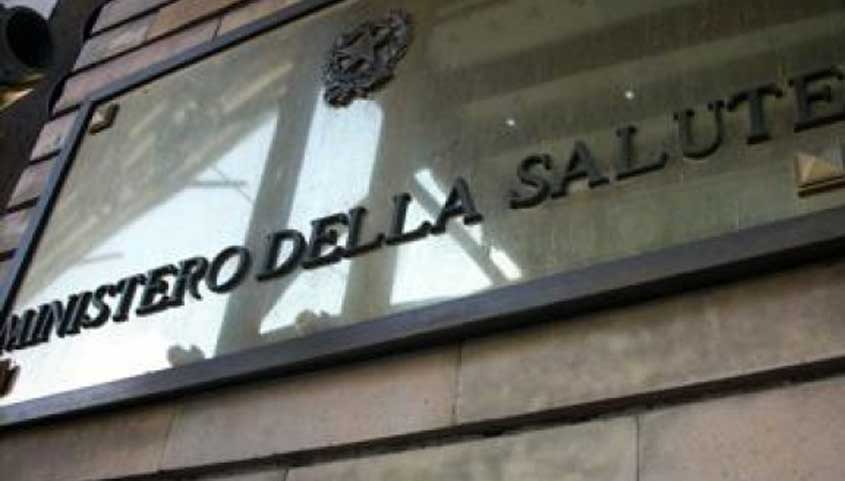 MINISTERO DELLA SALUTE